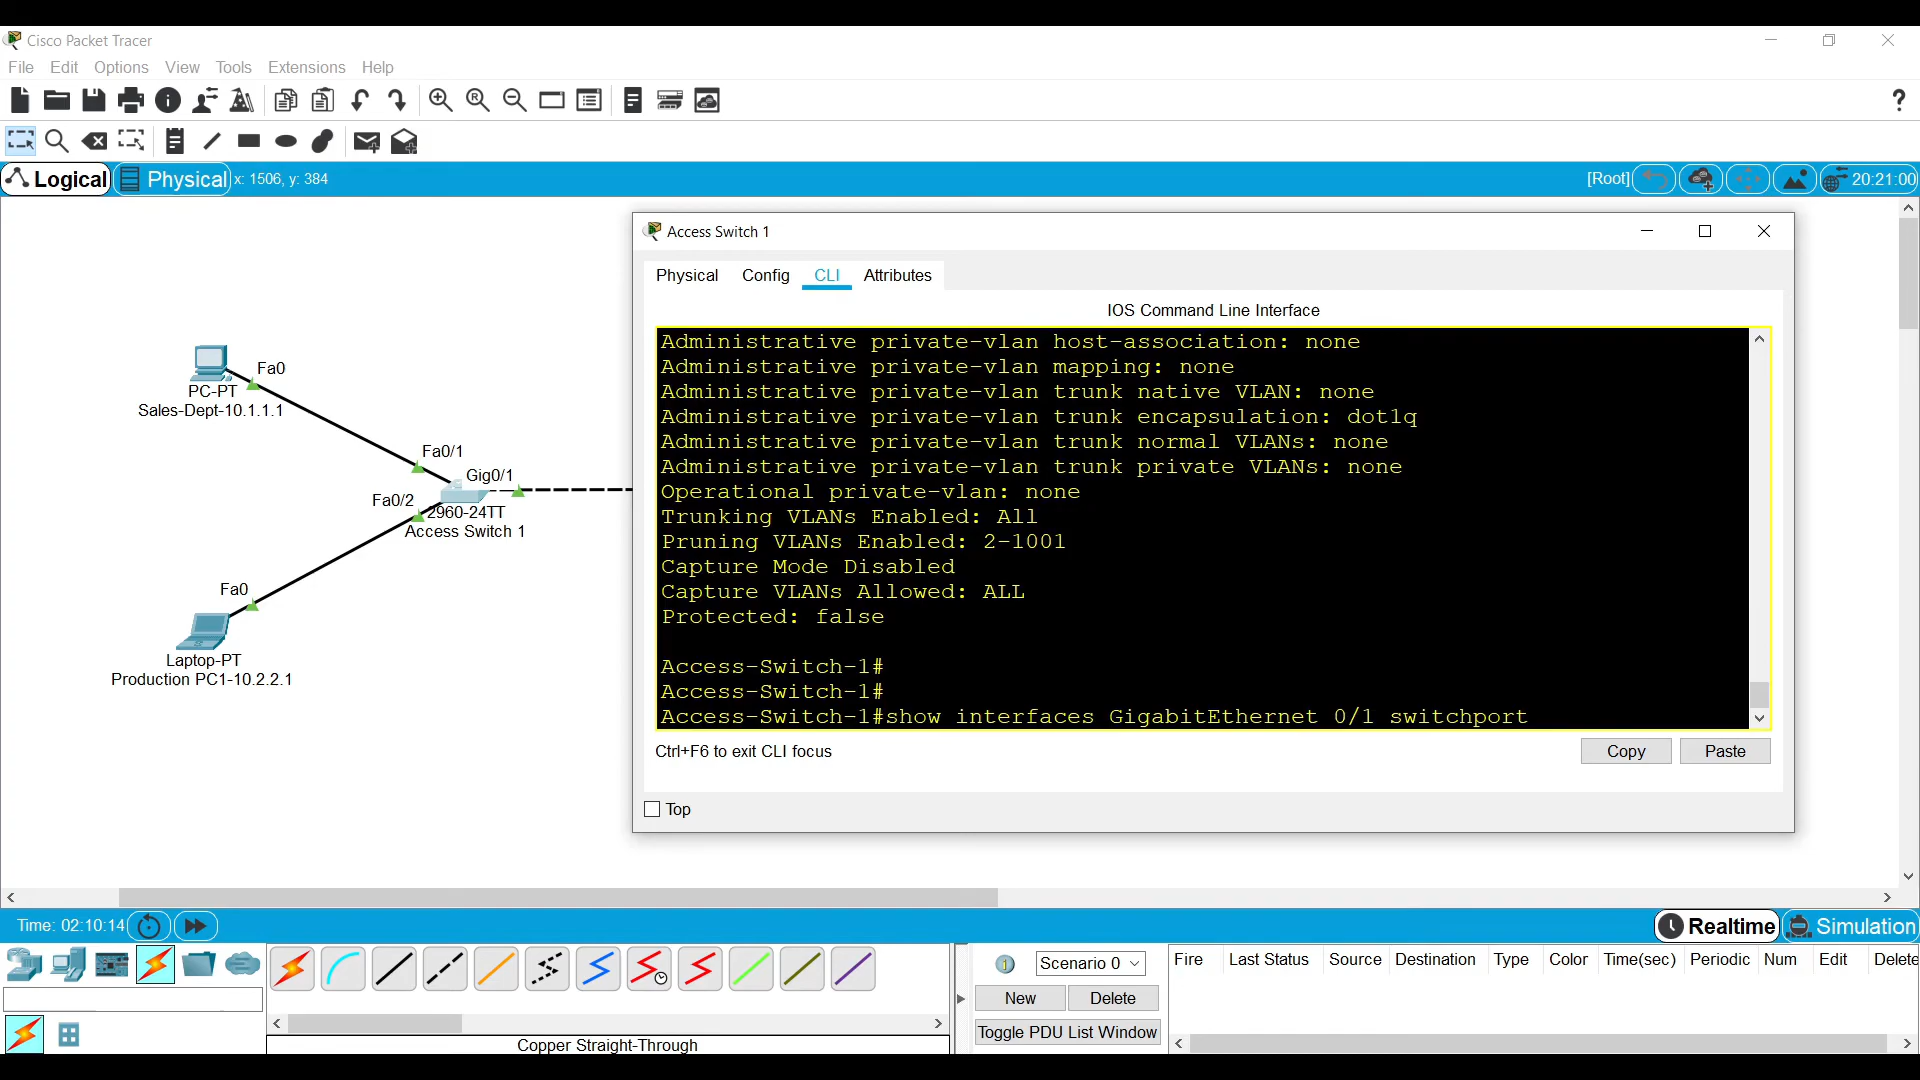 Cisco Packet Tracer
File Edit Options View Tools Extensions Help
?
Logical Physical x: 1506, y: 384 [Root] 20:21:00
Access Switch 1
Physical Config CLI Attributes
IOS Command Line Interface
Administrative private-vlan host-association: none
Administrative private-vlan mapping: none
Administrative private-vlan trunk native VLAN: none
Administrative private-vlan trunk encapsulation: dot1q
Administrative private-vlan trunk normal VLANs: none
Administrative private-vlan trunk private VLANs: none
Operational private-vlan: none
Trunking VLANs Enabled: All
Pruning VLANs Enabled: 2-1001
Capture Mode Disabled
Capture VLANs Allowed: ALL
Protected: false
Access-Switch-1#
Access-Switch-1#
Access-Switch-1#show interfaces GigabitEthernet 0/1 switchport
Ctrl+F6 to exit CLI focus
Copy Paste
Top
Fa0
PC-PT
Sales-Dept-10.1.1.1
Fa0/1
Gig0/1
Fa0/2
2960-24TT
Access Switch 1
Fa0
Laptop-PT
Production PC1-10.2.2.1
Time: 02:10:14
Realtime Simulation
Scenario 0
New Delete
Toggle PDU List Window
Fire Last Status Source Destination Type Color Time(sec) Periodic Num Edit Delete
Copper Straight-Through